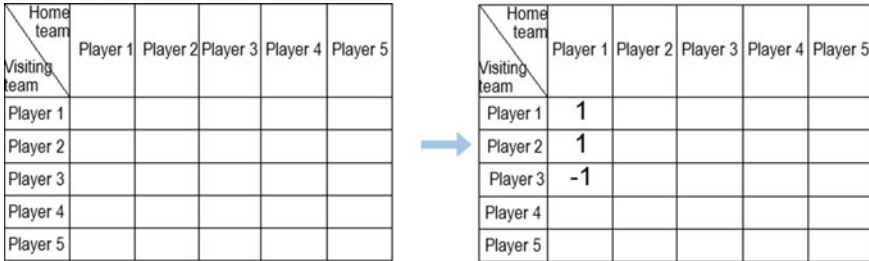 Home
team
Visiting
team
Player 1 Player 2 Player 3 Player 4 Player 5
Player 1
Player 2
Player 3
Player 4
Player 5
Home
team
Visiting
team
Player 1 Player 2 Player 3 Player 4 Player 5
Player 1 1
Player 2 1
Player 3 -1
Player 4
Player 5